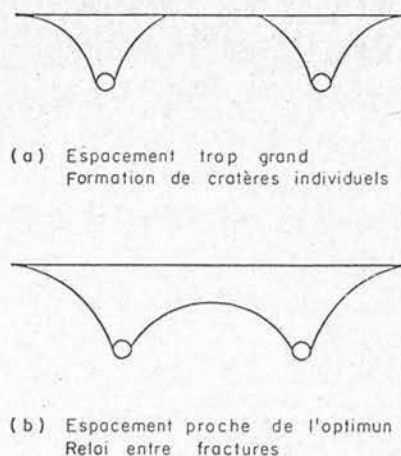 (a) Espacement trop grand
Formation de cratères individuels
(b) Espacement proche de l'optimun
Reloi entre fractures